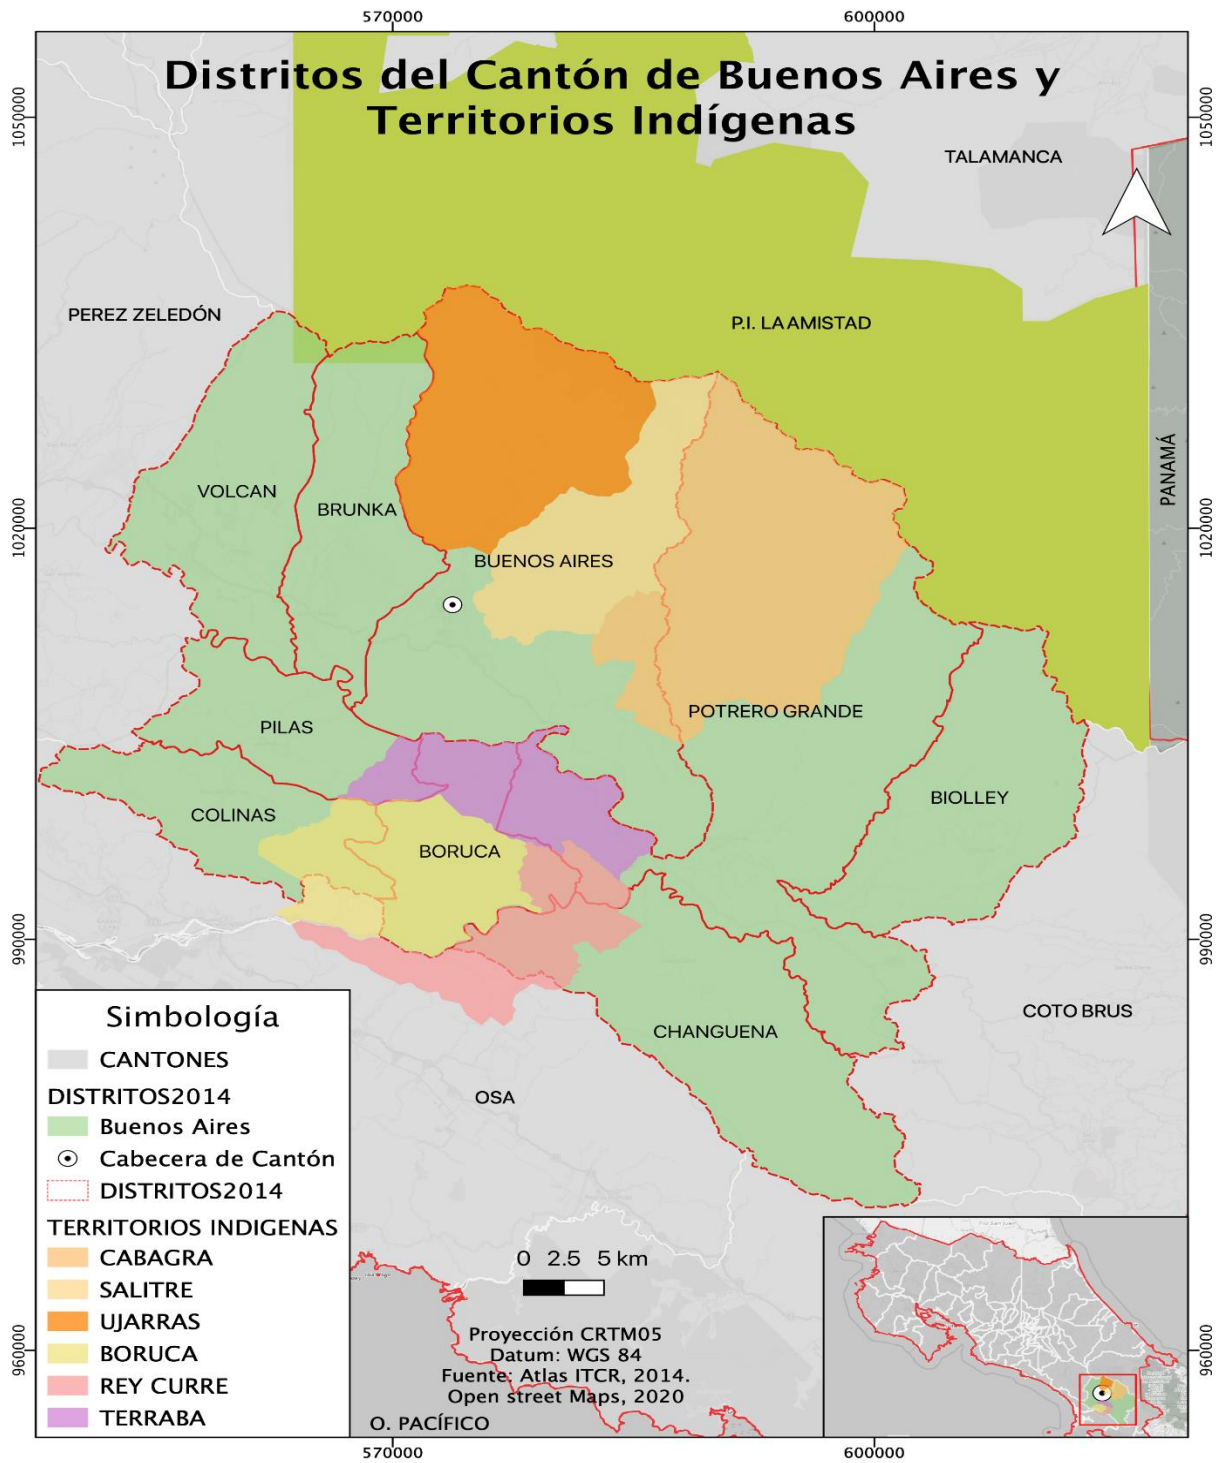 570000
600000
Distritos del Cantón de Buenos Aires y
Territorios Indígenas
1050000
1050000
TALAMANCA
PEREZ ZELEDÓN
P.I. LA AMISTAD
PANAMÁ
VOLCAN
BRUNKA
1020000
1020000
BUENOS AIRES
POTRERO GRANDE
PILAS
BIOLLEY
COLINAS
BORUCA
990000
990000
COTO BRUS
CHANGUENA
OSA
Simbología
CANTONES
DISTRITOS2014
Buenos Aires
Cabecera de Cantón
DISTRITOS2014
TERRITORIOS INDIGENAS
CABAGRA
SALITRE
UJARRAS
BORUCA
REY CURRE
TERRABA
0 2.5 5 km
Proyección CRTM05
Datum: WGS 84
Fuente: Atlas ITCR, 2014.
Open street Maps, 2020
O. PACÍFICO
960000
960000
570000
600000